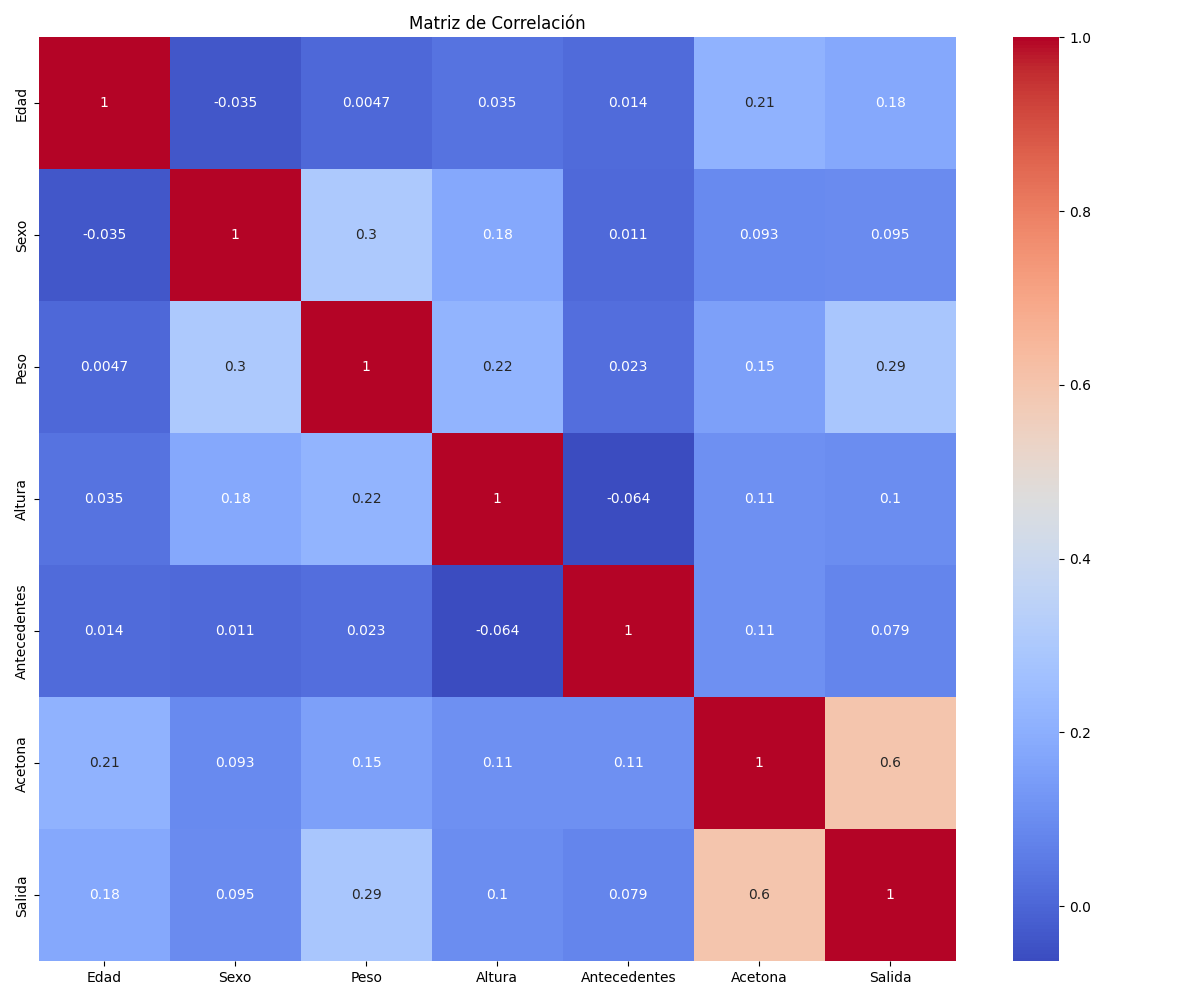 Matriz de Correlación
Edad 1 -0.035 0.0047 0.035 0.014 0.21 0.18
Sexo -0.035 1 0.3 0.18 0.011 0.093 0.095
Peso 0.0047 0.3 1 0.22 0.023 0.15 0.29
Altura 0.035 0.18 0.22 1 -0.064 0.11 0.1
Antecedentes 0.014 0.011 0.023 -0.064 1 0.11 0.079
Acetona 0.21 0.093 0.15 0.11 0.11 1 0.6
Salida 0.18 0.095 0.29 0.1 0.079 0.6 1
Edad Sexo Peso Altura Antecedentes Acetona Salida
1.0
0.8
0.6
0.4
0.2
0.0